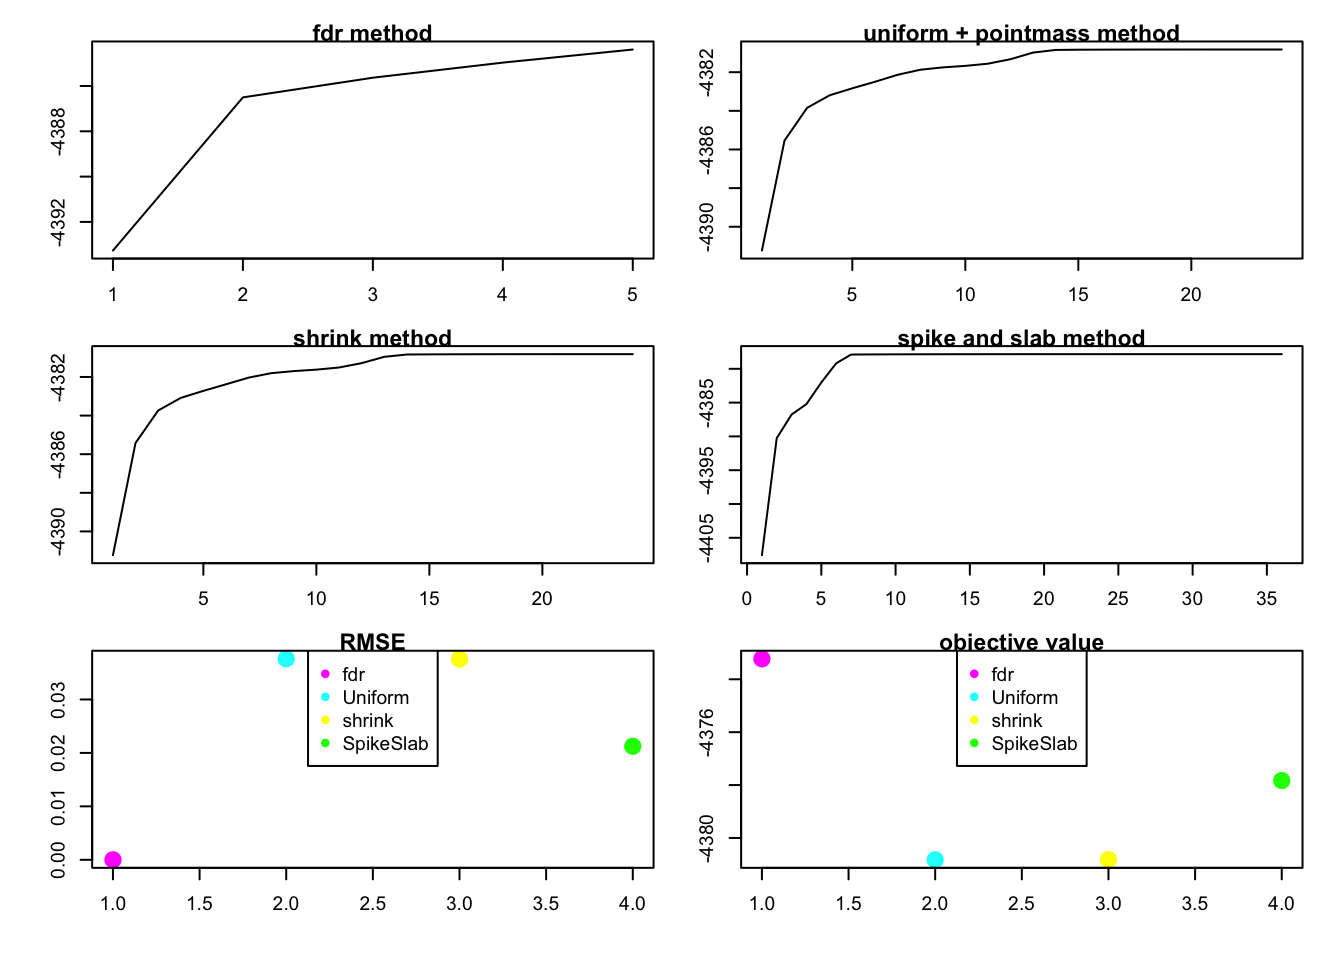 fdr method
-4392 -4388
1 2 3 4 5
uniform + pointmass method
-4390 -4386 -4382
5 10 15 20
shrink method
-4390 -4386 -4382
5 10 15 20
spike and slab method
-4405 -4395 -4385
0 5 10 15 20 25 30 35
RMSE
0.00 0.01 0.02 0.03
fdr
Uniform
shrink
SpikeSlab
1.0 1.5 2.0 2.5 3.0 3.5 4.0
objective value
-4380 -4376
fdr
Uniform
shrink
SpikeSlab
1.0 1.5 2.0 2.5 3.0 3.5 4.0